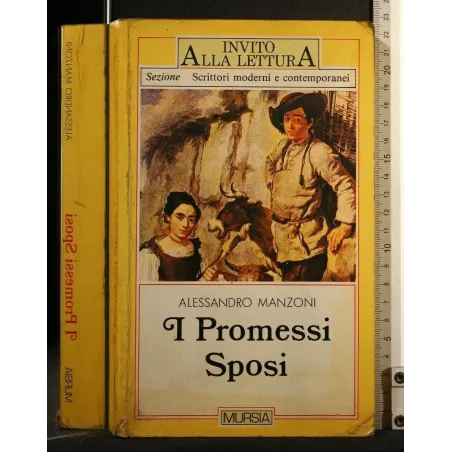 INVITO
ALLA LETTURA
Sezione Scrittori moderni e contemporanei
ALESSANDRO MANZONI
I Promessi
Sposi
MURSIA
ALESSANDRO MANZONI
I Promessi Sposi
MURSIA